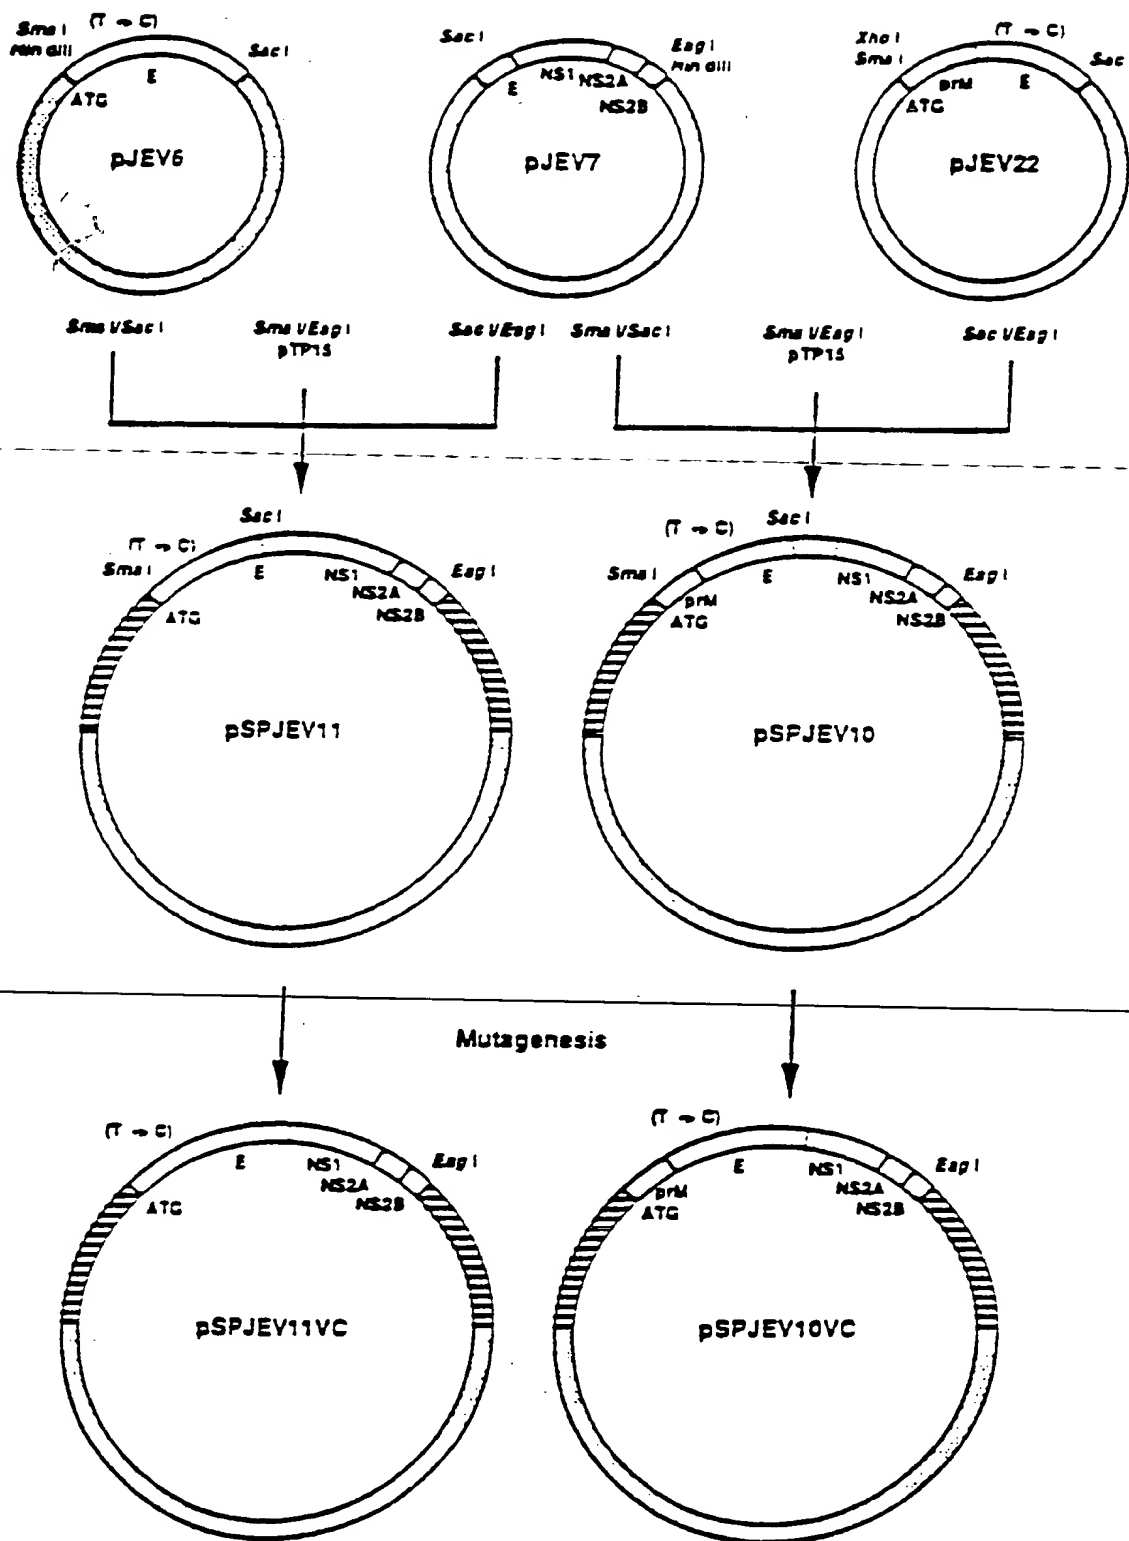 Sma I
Hin dIII
(T → C)
Sac I
E
ATG
pJEV6
Sac I
Eag I
Hin dIII
E
NS1
NS2A
NS2B
pJEV7
Xho I
Sma I
(T → C)
Sac
prM
E
ATG
pJEV22
Sma I/Sac I
Sma I/Eag I
pTP15
Sac I/Eag I
Sma I/Sac I
Sma I/Eag I
pTP15
Sac I/Eag I
Sac I
(T → C)
Sma I
E
NS1
NS2A
NS2B
Eag I
ATG
pSPJEV11
Sac I
(T → C)
Sma I
prM
ATG
E
NS1
NS2A
NS2B
Eag I
pSPJEV10
Mutagenesis
(T → C)
E
NS1
NS2A
NS2B
Eag I
ATG
pSPJEV11VC
(T → C)
prM
ATG
E
NS1
NS2A
NS2B
Eag I
pSPJEV10VC